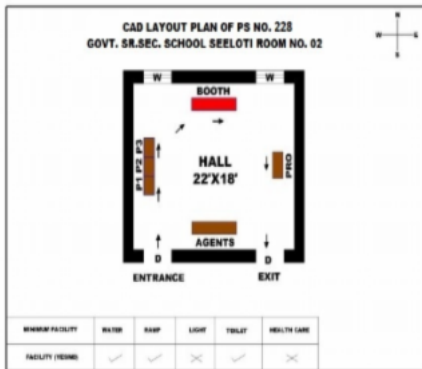 CAD LAYOUT PLAN OF PS NO. 228
GOVT. SR.SEC. SCHOOL SEELOTI ROOM NO. 02
N
W E
S
W W
BOOTH
P1 P2 P3
HALL
22'X18'
PRO
AGENTS
D D
ENTRANCE EXIT
MINIMUM FACILITY WATER RAMP LIGHT TOILET HEALTH CARE
FACILITY (YES/NO) ✓ ✓ ✕ ✓ ✕